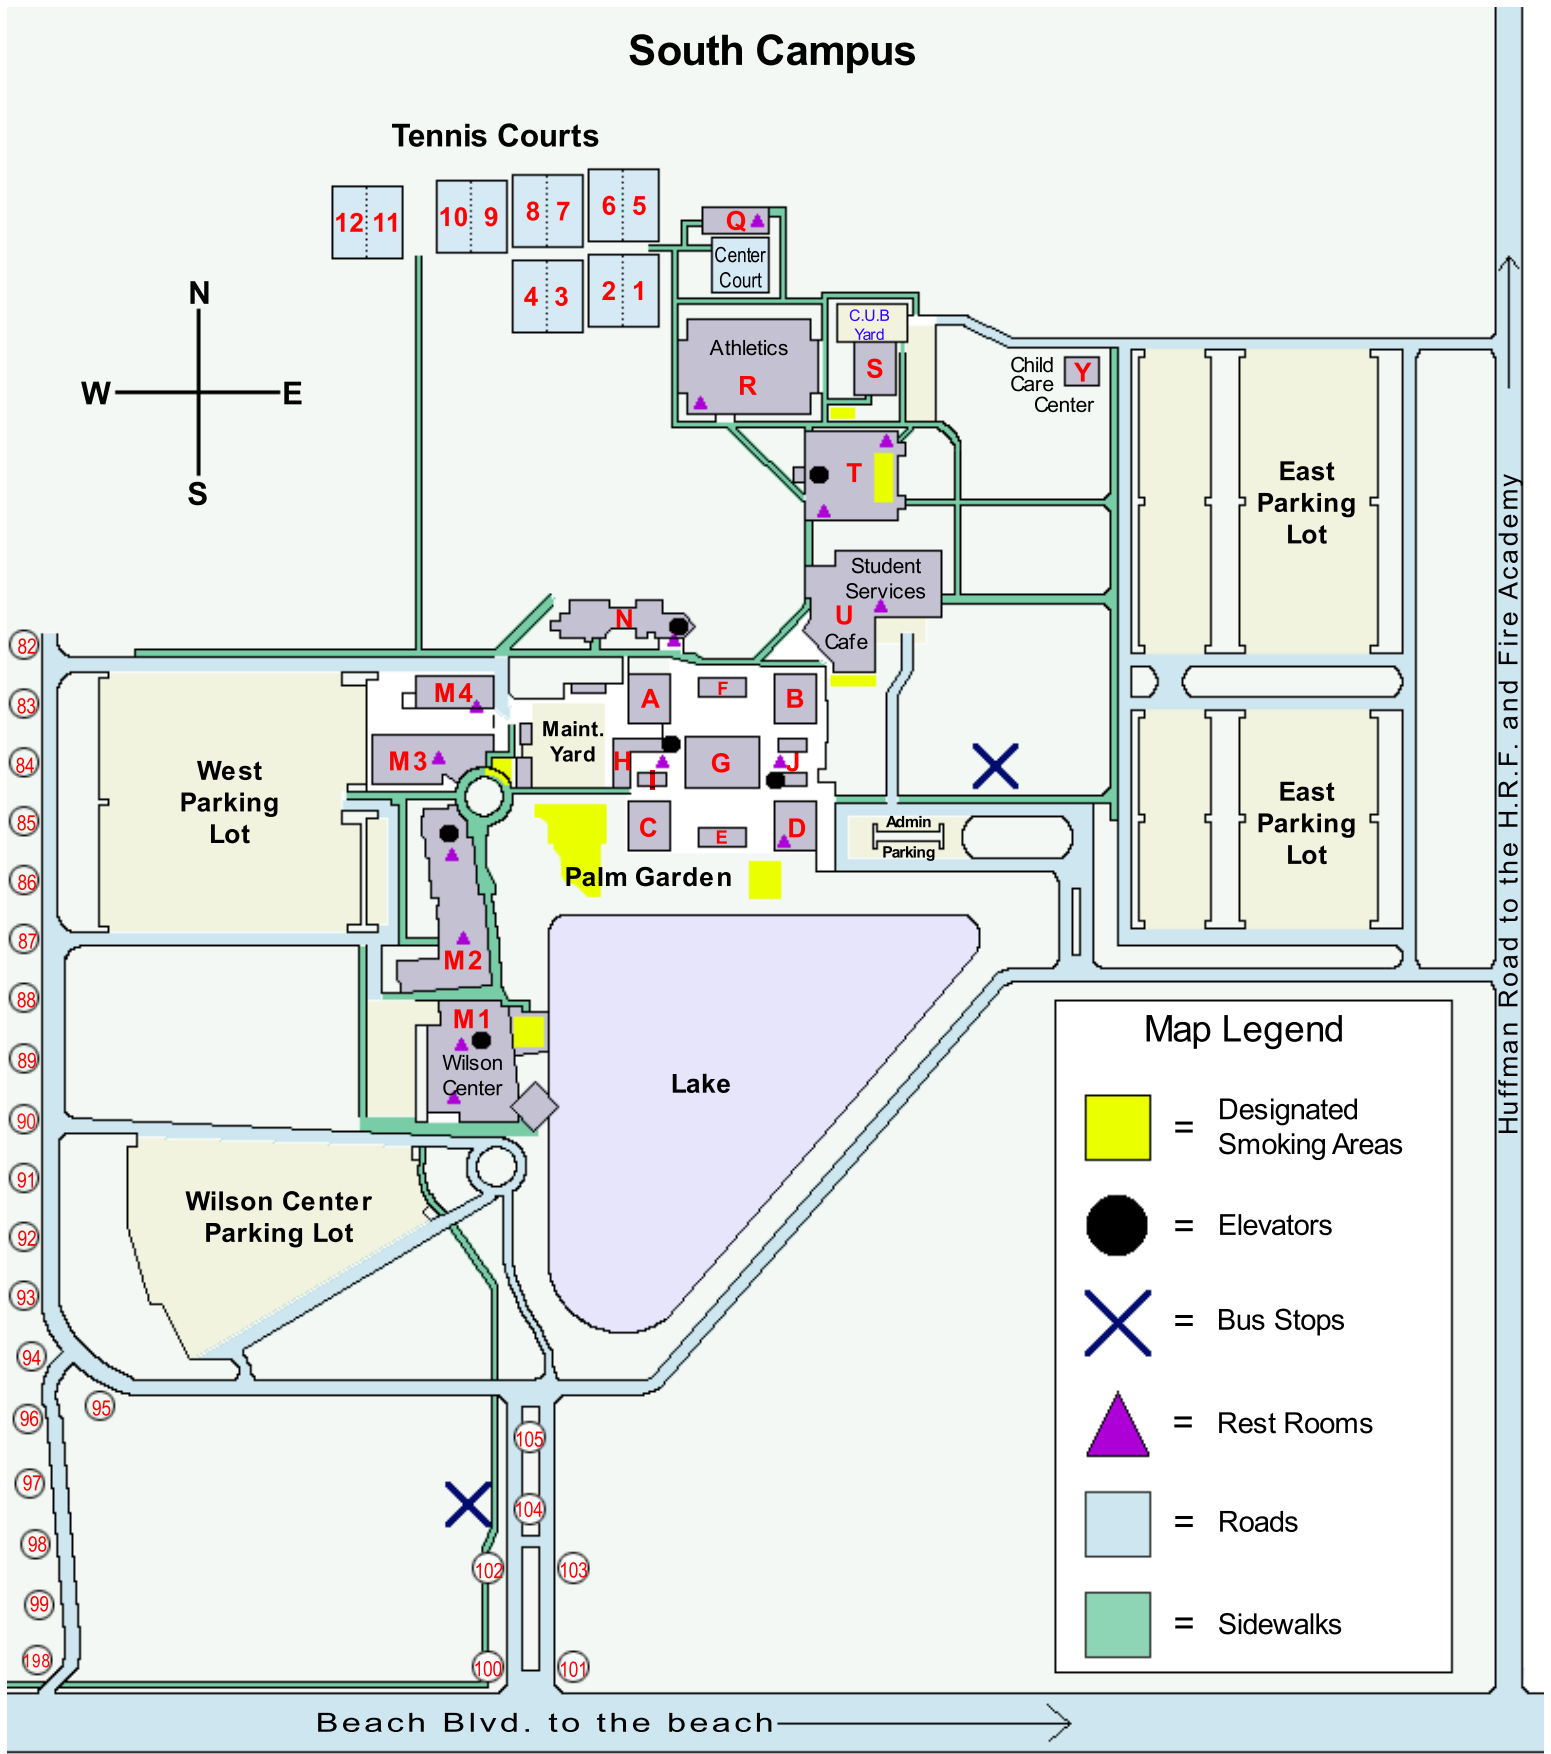 South Campus
Tennis Courts
12 11
10 9
8 7
6 5
4 3
2 1
Q
Center
Court
N
W
E
S
C.U.B
Yard
Athletics
R
S
Child
Care
Center
Y
T
East
Parking
Lot
Student
Services
U
Cafe
N
M4
M3
A
F
B
Maint.
Yard
H
I
G
J
C
E
D
West
Parking
Lot
Admin
Parking
East
Parking
Lot
Palm Garden
M2
M1
Wilson
Center
Lake
Wilson Center
Parking Lot
82
83
84
85
86
87
88
89
90
91
92
93
94
95
96
97
98
99
198
105
104
102
103
100
101
Map Legend
= Designated
Smoking Areas
= Elevators
= Bus Stops
= Rest Rooms
= Roads
= Sidewalks
Huffman Road to the H.R.F. and Fire Academy
Beach Blvd. to the beach